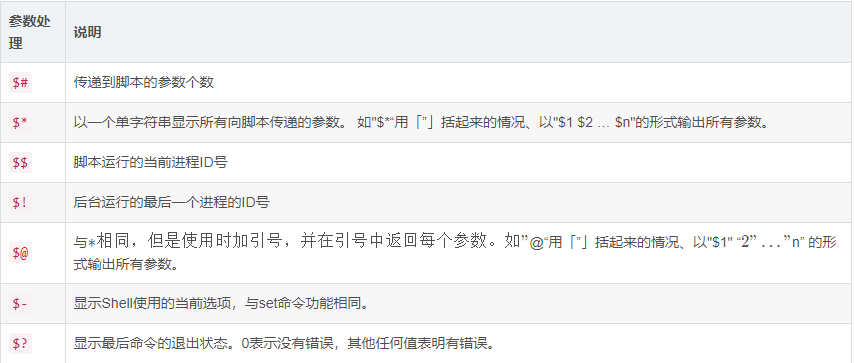 参数处 说明
理
$# 传递到脚本的参数个数
$* 以一个单字符串显示所有向脚本传递的参数。 如"$*“用「”」括起来的情况、以"$1 $2 … $n"的形式输出所有参数。
$$ 脚本运行的当前进程ID号
$! 后台运行的最后一个进程的ID号
$@ 与*相同，但是使用时加引号，并在引号中返回每个参数。如”@“用「”」括起来的情况、以"$1" “2”…”n” 的形
式输出所有参数。
$- 显示Shell使用的当前选项，与set命令功能相同。
$? 显示最后命令的退出状态。0表示没有错误，其他任何值表明有错误。